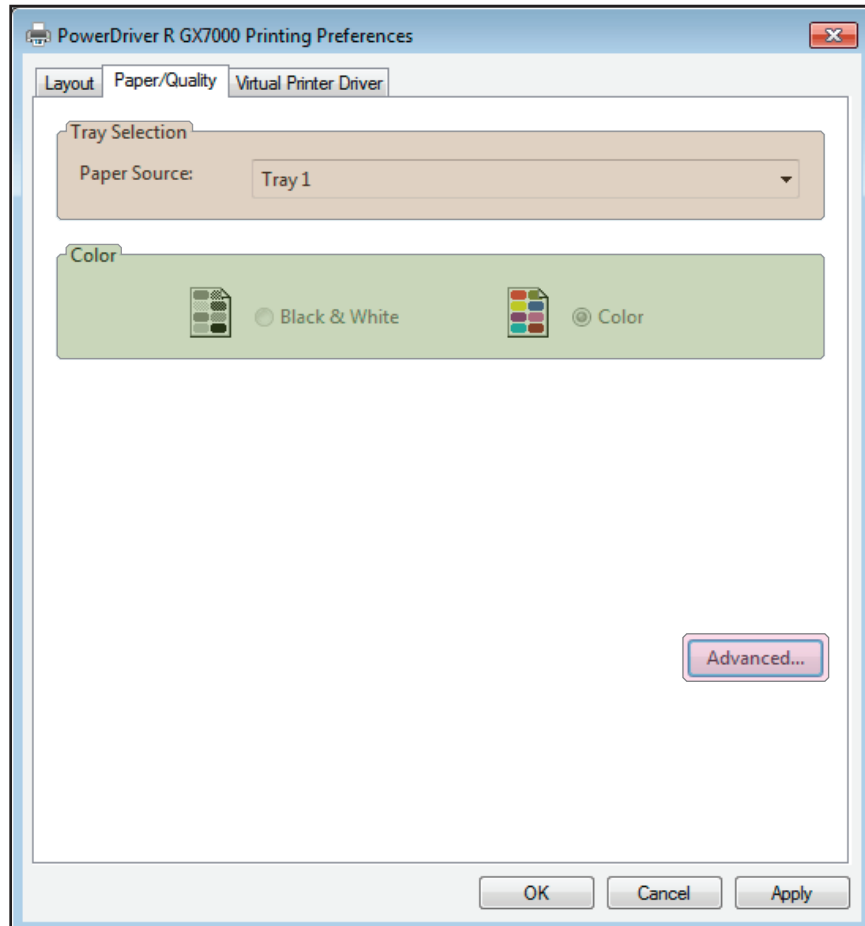 PowerDriver R GX7000 Printing Preferences
Layout Paper/Quality Virtual Printer Driver
Tray Selection
Paper Source: Tray 1
Color
Black & White Color
Advanced...
OK Cancel Apply